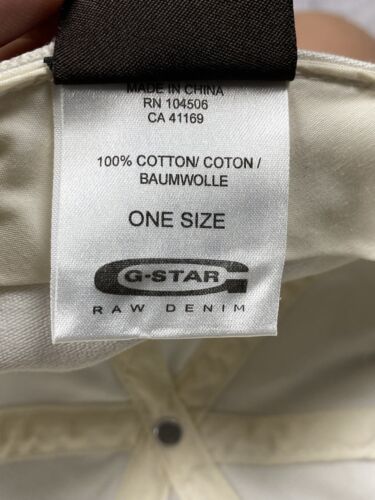 MADE IN CHINA
RN 104506
CA 41169
100% COTTON/ COTON /
BAUMWOLLE
ONE SIZE
G-STAR
RAW DENIM